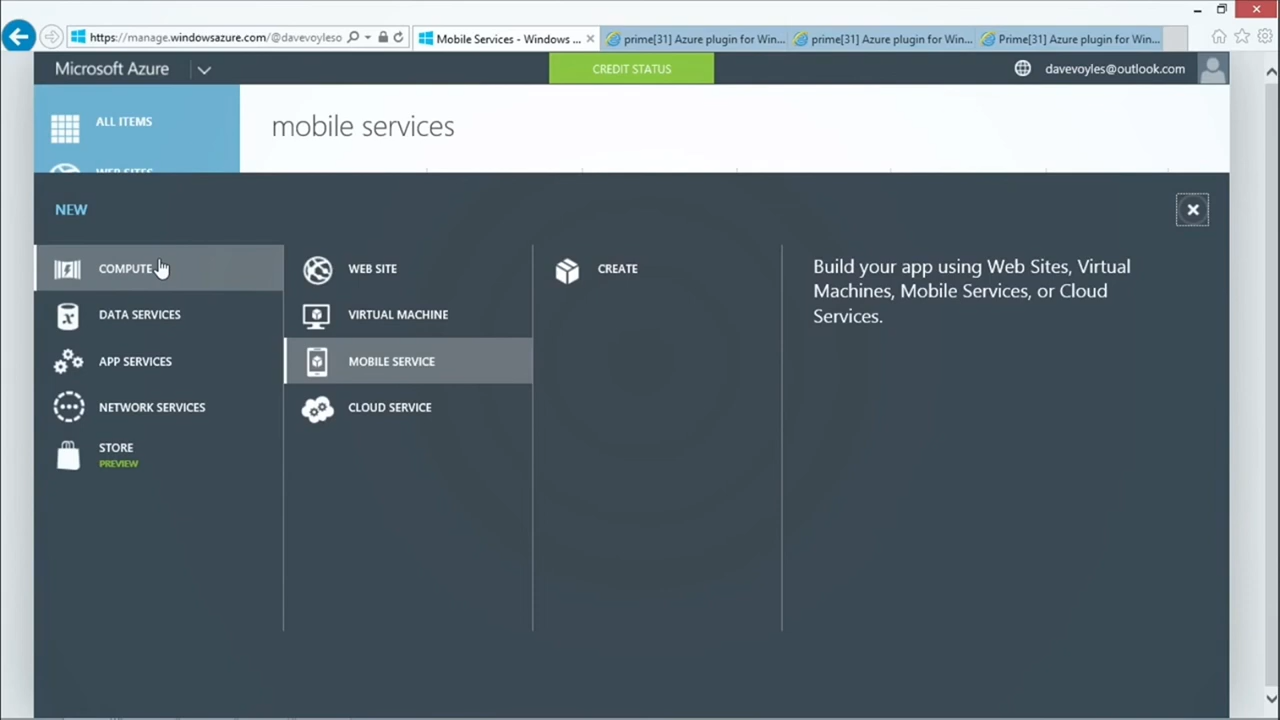 https://manage.windowsazure.com/@davevoyleso
Mobile Services - Windows ...
prime[31] Azure plugin for Win...
prime[31] Azure plugin for Win...
Prime[31] Azure plugin for Win...
Microsoft Azure
CREDIT STATUS
davevoyles@outlook.com
ALL ITEMS
mobile services
WEB SITES
NEW
COMPUTE
WEB SITE
CREATE
Build your app using Web Sites, Virtual
Machines, Mobile Services, or Cloud
Services.
DATA SERVICES
VIRTUAL MACHINE
APP SERVICES
MOBILE SERVICE
NETWORK SERVICES
CLOUD SERVICE
STORE
PREVIEW